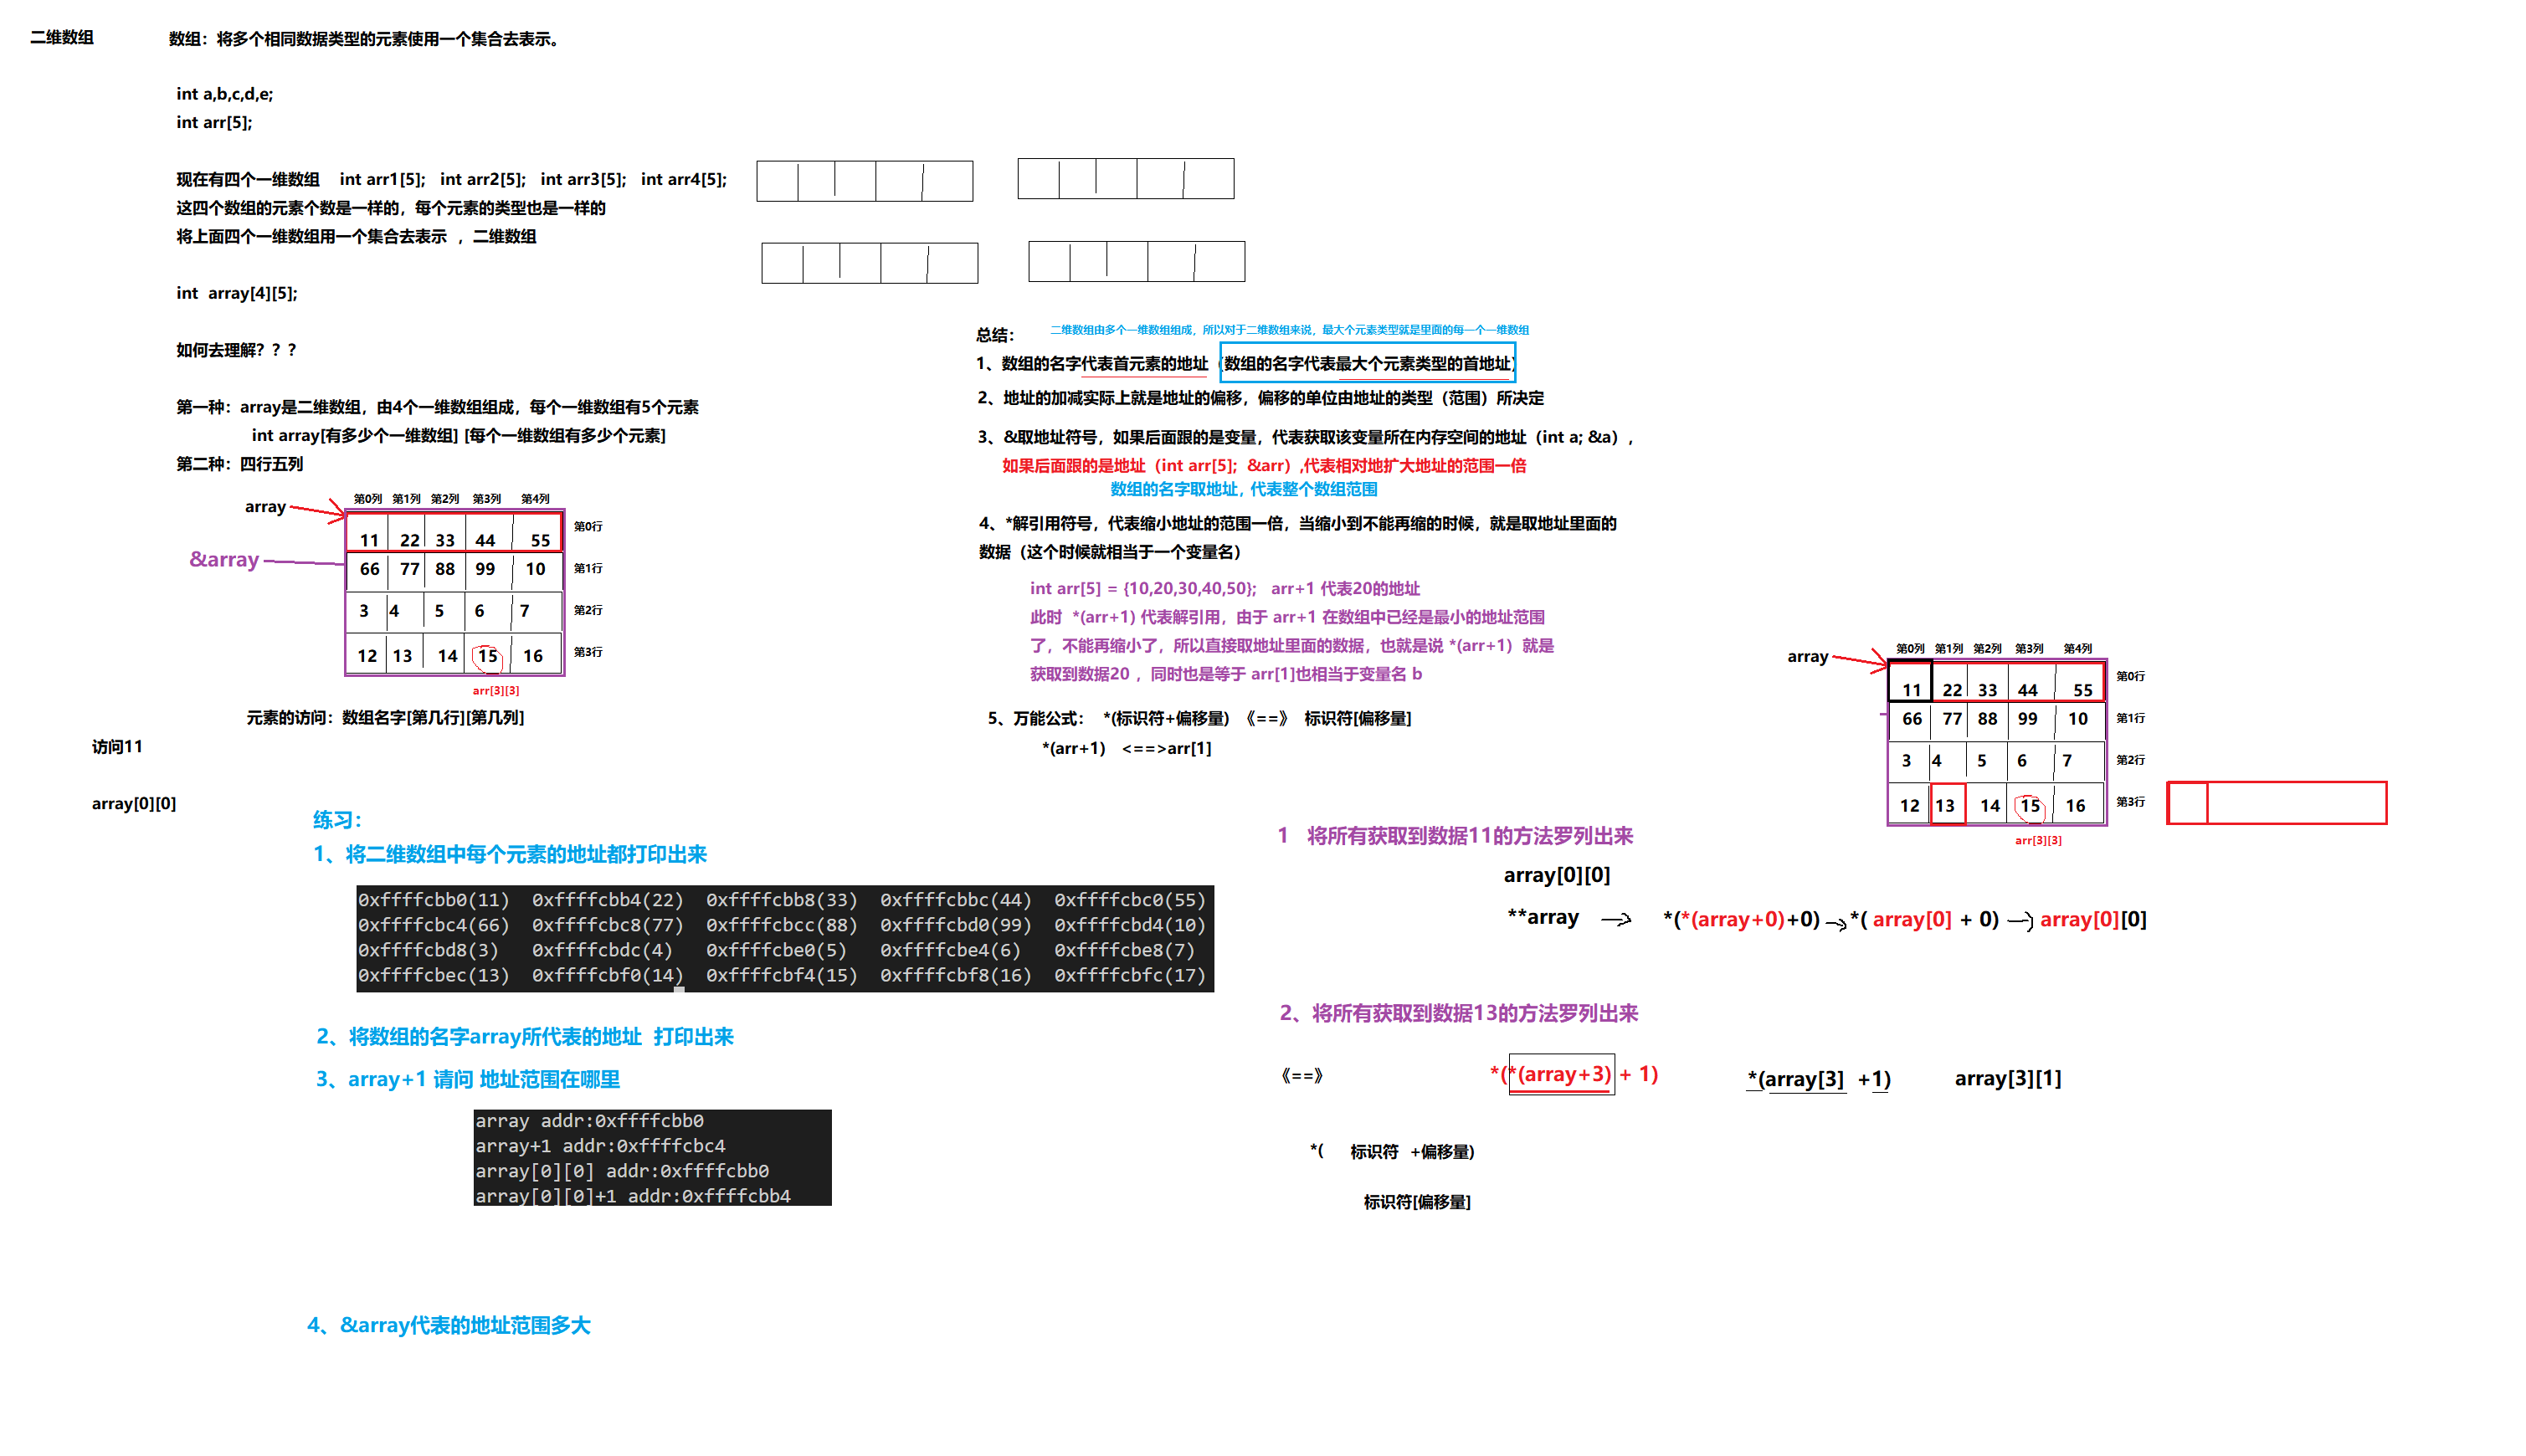 二维数组
数组：将多个相同数据类型的元素使用一个集合去表示。
int a,b,c,d,e;
int arr[5];
现在有四个一维数组 int arr1[5]; int arr2[5]; int arr3[5]; int arr4[5];
这四个数组的元素个数是一样的，每个元素的类型也是一样的
将上面四个一维数组用一个集合去表示 ，二维数组
int array[4][5];
如何去理解？？？
第一种：array是二维数组，由4个一维数组组成，每个一维数组有5个元素
int array[有多少个一维数组] [每个一维数组有多少个元素]
第二种：四行五列
第0列 第1列 第2列 第3列 第4列
array
11 22 33 44 55 第0行
&array
66 77 88 99 10 第1行
3 4 5 6 7 第2行
12 13 14 15 16 第3行
arr[3][3]
元素的访问：数组名字[第几行][第几列]
访问11
array[0][0]
总结：
二维数组由多个一维数组组成，所以对于二维数组来说，最大个元素类型就是里面的每一个一维数组
1、数组的名字代表首元素的地址（数组的名字代表最大个元素类型的首地址）
2、地址的加减实际上就是地址的偏移，偏移的单位由地址的类型（范围）所决定
3、&取地址符号，如果后面跟的是变量，代表获取该变量所在内存空间的地址（int a; &a），
如果后面跟的是地址（int arr[5]; &arr）,代表相对地扩大地址的范围一倍
数组的名字取地址, 代表整个数组范围
4、*解引用符号，代表缩小地址的范围一倍，当缩小到不能再缩的时候，就是取地址里面的
数据（这个时候就相当于一个变量名）
int arr[5] = {10,20,30,40,50}; arr+1 代表20的地址
此时 *(arr+1) 代表解引用，由于 arr+1 在数组中已经是最小的地址范围
了，不能再缩小了，所以直接取地址里面的数据，也就是说 *(arr+1) 就是
获取到数据20 ，同时也是等于 arr[1]也相当于变量名 b
5、万能公式： *(标识符+偏移量) 《==》 标识符[偏移量]
*(arr+1) <==>arr[1]
第0列 第1列 第2列 第3列 第4列
array
11 22 33 44 55 第0行
66 77 88 99 10 第1行
3 4 5 6 7 第2行
12 13 14 15 16 第3行
arr[3][3]
练习：
1、将二维数组中每个元素的地址都打印出来
0xffffcbb0(11) 0xffffcbb4(22) 0xffffcbb8(33) 0xffffcbbc(44) 0xffffcbc0(55)
0xffffcbc4(66) 0xffffcbc8(77) 0xffffcbcc(88) 0xffffcbd0(99) 0xffffcbd4(10)
0xffffcbd8(3) 0xffffcbdc(4) 0xffffcbe0(5) 0xffffcbe4(6) 0xffffcbe8(7)
0xffffcbec(13) 0xffffcbf0(14) 0xffffcbf4(15) 0xffffcbf8(16) 0xffffcbfc(17)
2、将数组的名字array所代表的地址 打印出来
3、array+1 请问 地址范围在哪里
array addr:0xffffcbb0
array+1 addr:0xffffcbc4
array[0][0] addr:0xffffcbb0
array[0][0]+1 addr:0xffffcbb4
4、&array代表的地址范围多大
1 将所有获取到数据11的方法罗列出来
array[0][0]
**array → *(*(array+0)+0) → *( array[0] + 0) → array[0][0]
2、将所有获取到数据13的方法罗列出来
《==》 *(*(array+3) + 1) *(array[3] +1) array[3][1]
*( 标识符 +偏移量)
标识符[偏移量]